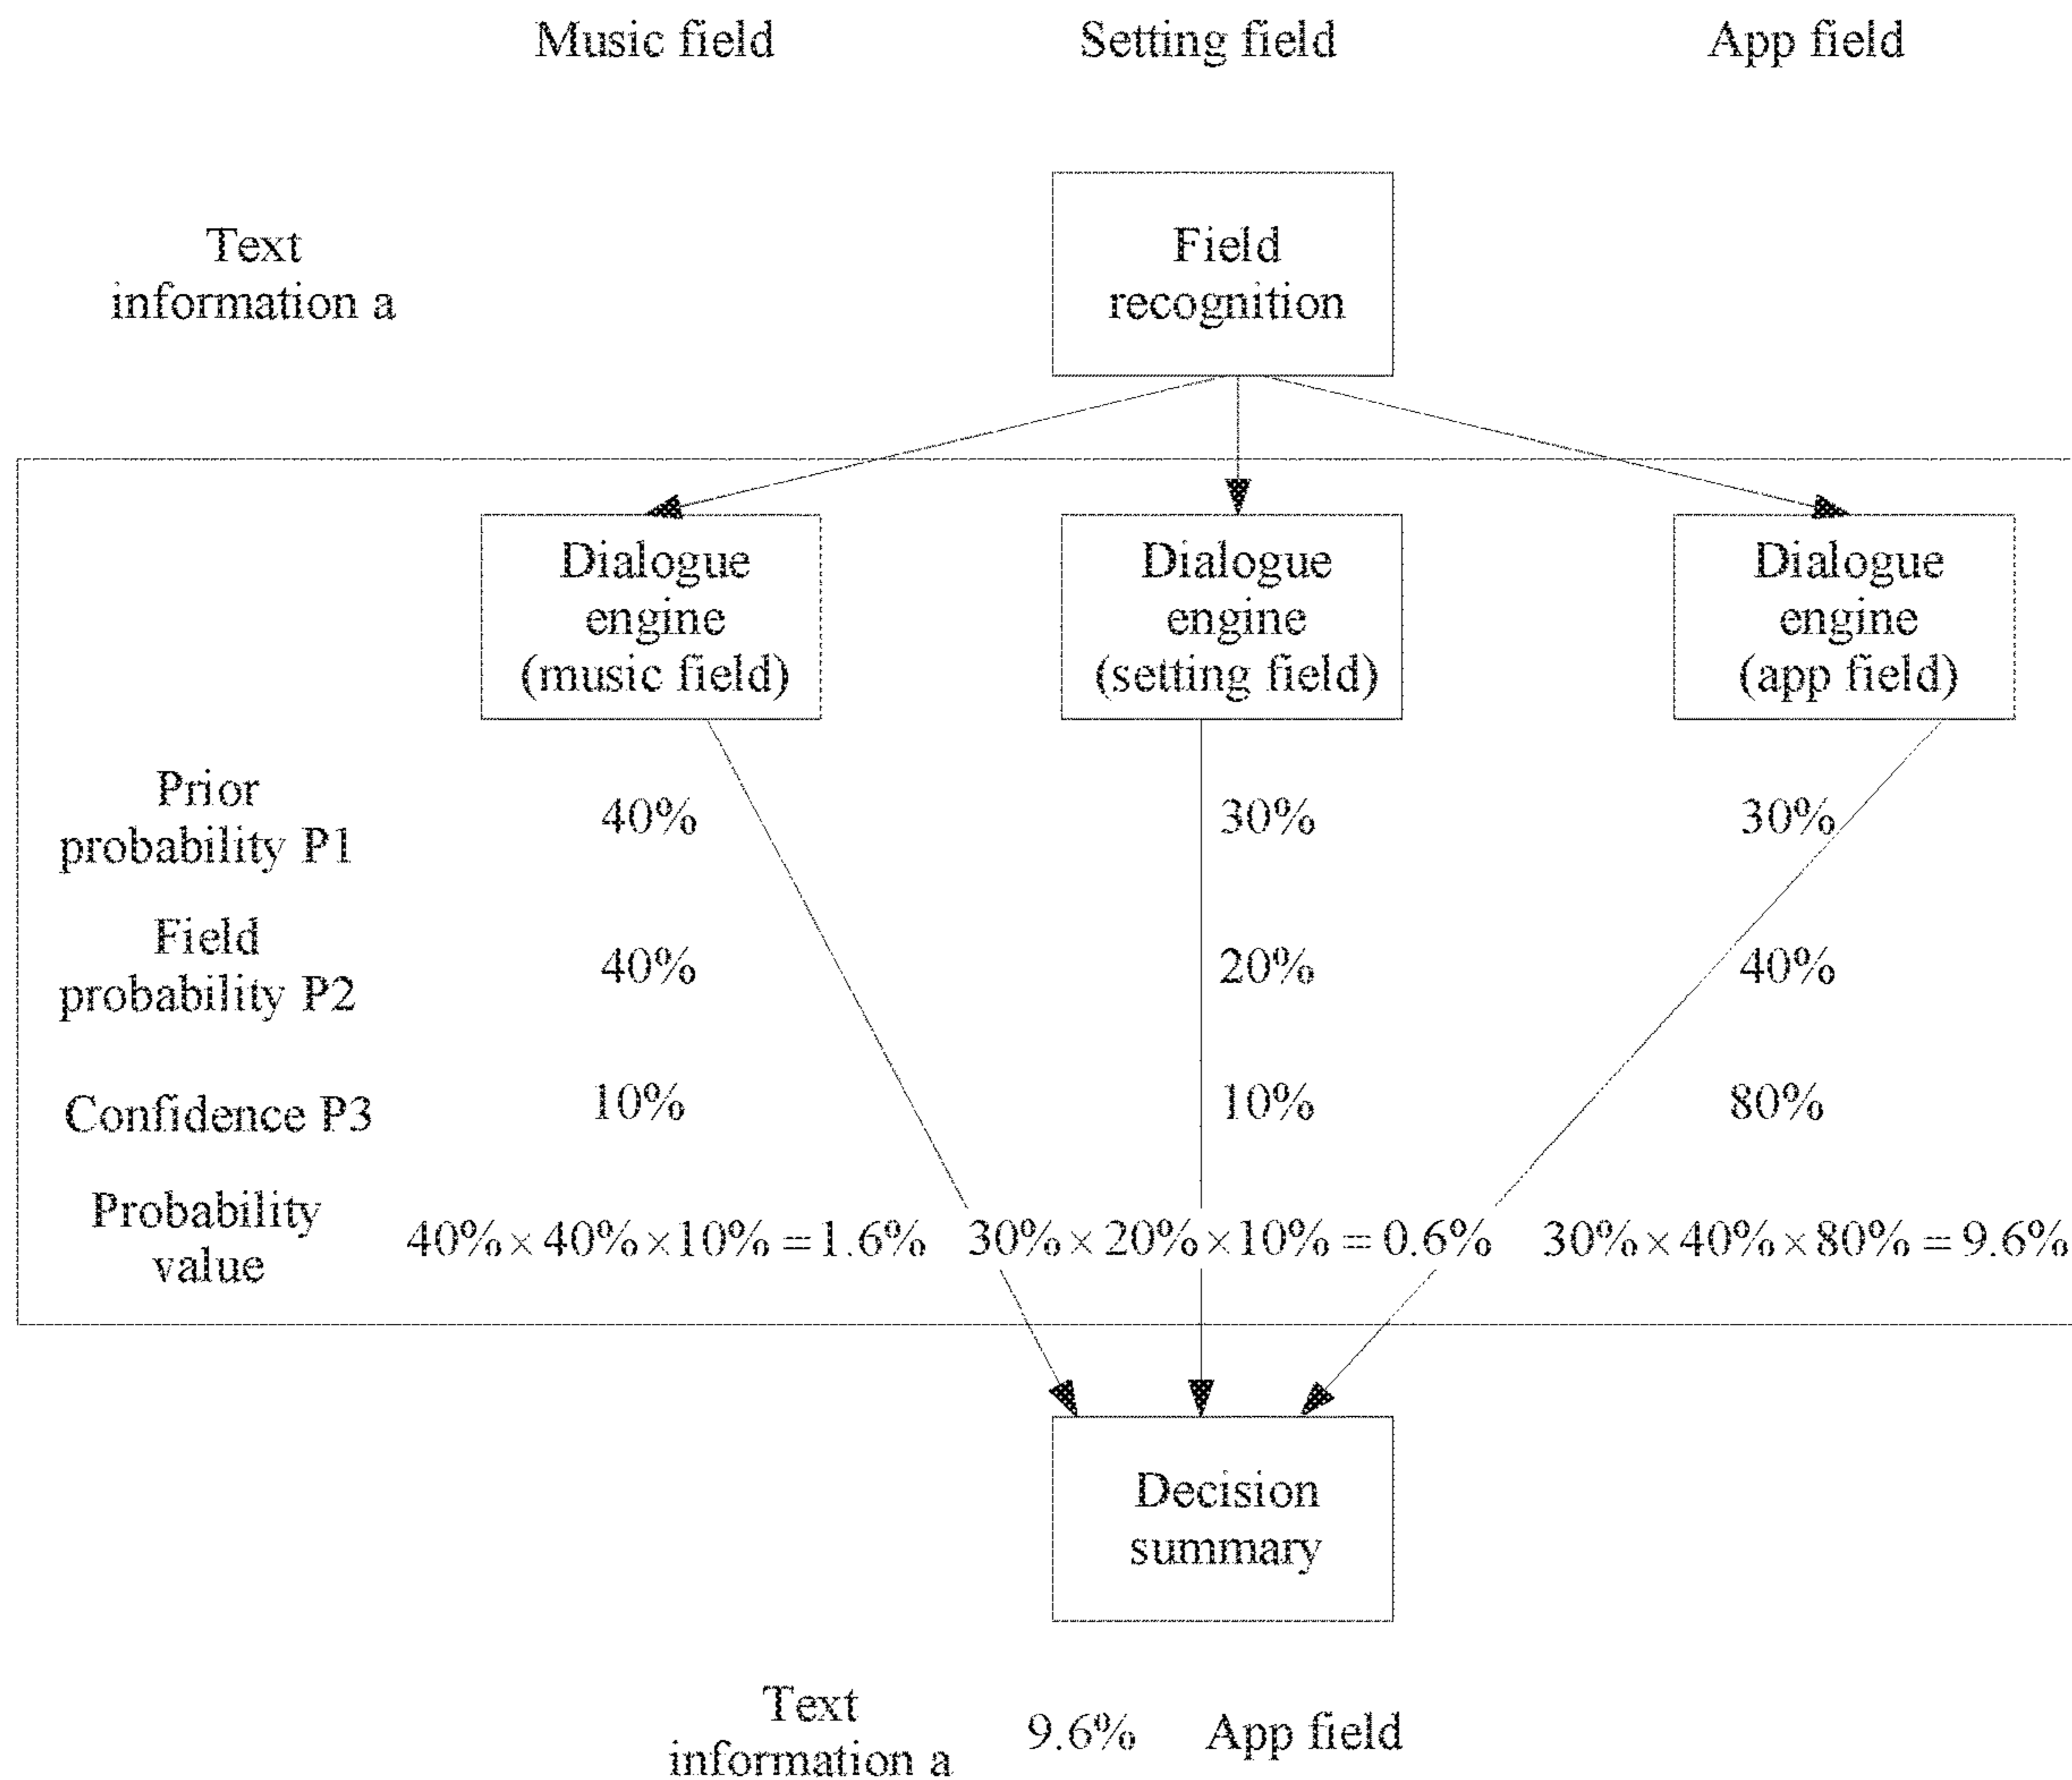 Music field
Setting field
App field
Text
information a
Field
recognition
Dialogue
engine
(music field)
Dialogue
engine
(setting field)
Dialogue
engine
(app field)
Prior
probability P1
40%
30%
30%
Field
probability P2
40%
20%
40%
Confidence P3
10%
10%
80%
Probability
value
40%×40%×10% = 1.6%
30%×20%×10% = 0.6%
30%×40%×80% = 9.6%
Decision
summary
Text
information a
9.6%
App field